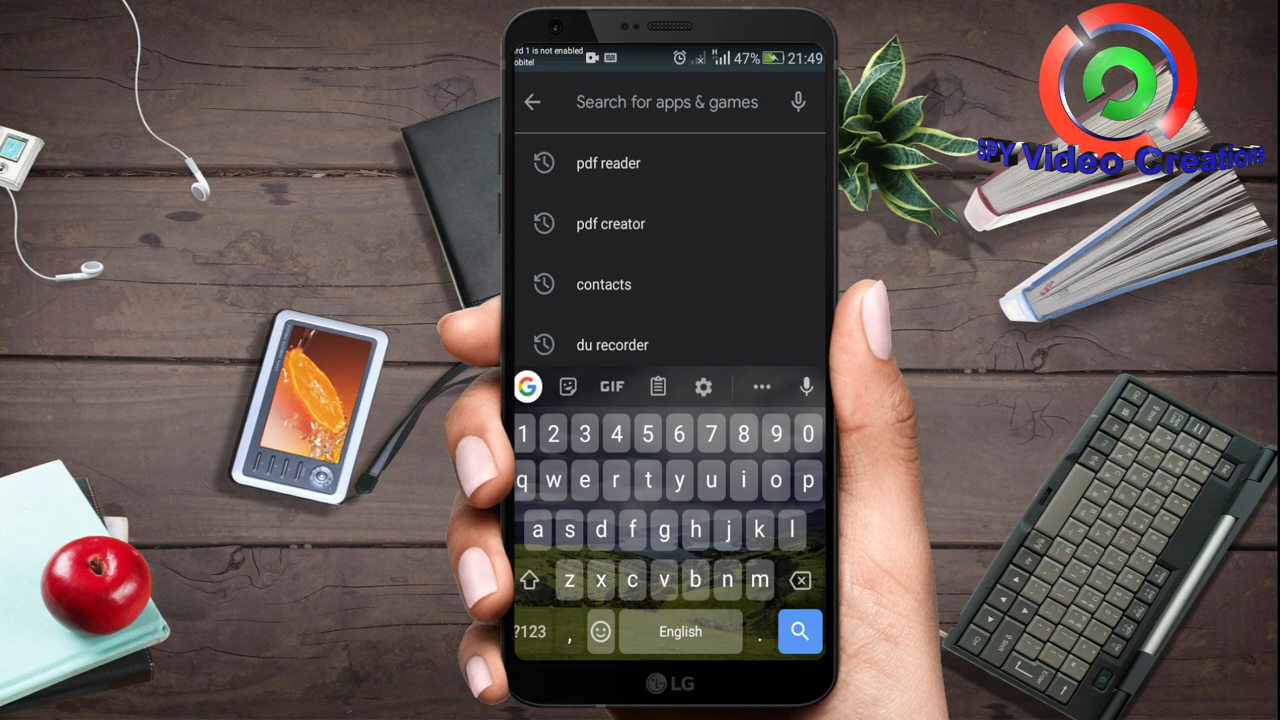 rd 1 is not enabled
obitel
H
47%
21:49
Search for apps & games
pdf reader
pdf creator
contacts
du recorder
G GIF
1 2 3 4 5 6 7 8 9 0
q w e r t y u i o p
a s d f g h j k l
z x c v b n m
?123 , English .
LG
SPY Video Creations